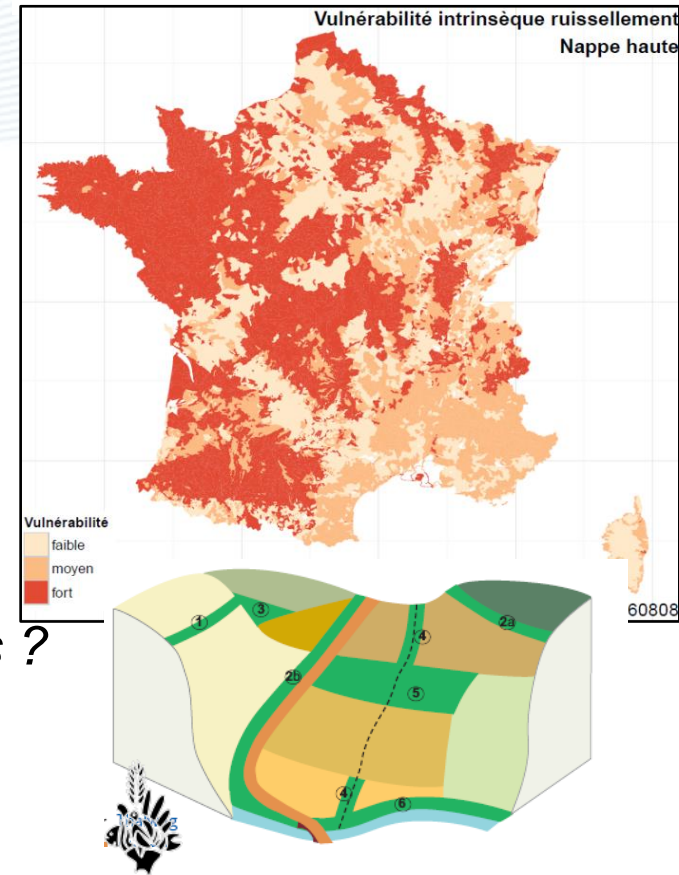 Vulnérabilité intrinsèque ruissellement
Nappe haute
Vulnérabilité
faible
moyen
fort
60808
s ?
1
3
4
2a
2b
5
4
6